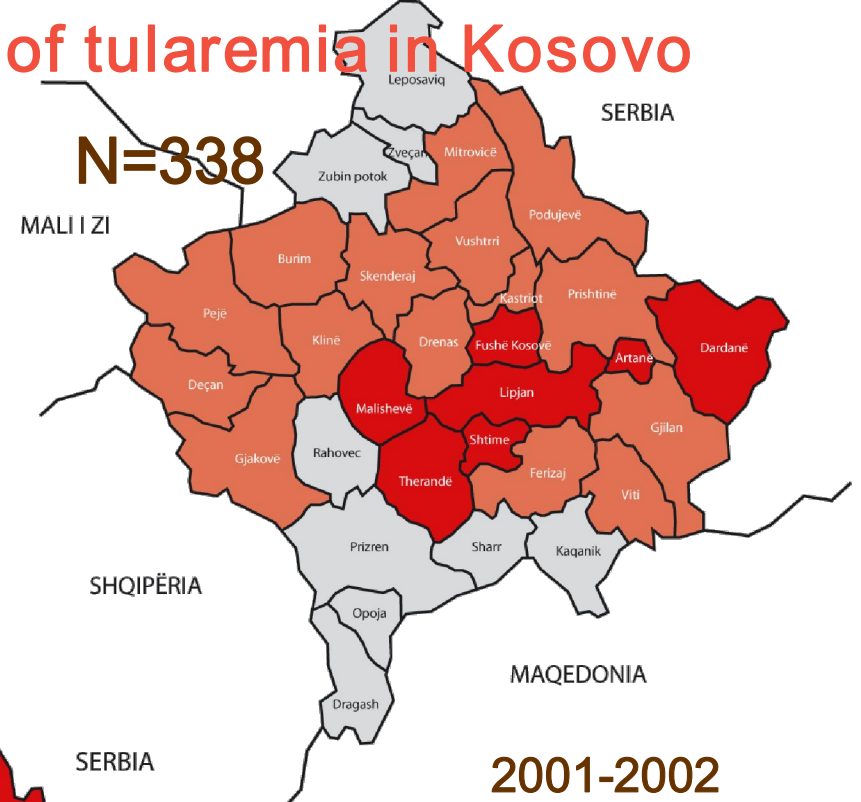 of tularemia in Kosovo
Leposaviq
SERBIA
N=338
Zveçan
Mitrovicë
Zubin potok
MALI I ZI
Podujevë
Vushtrri
Burim
Skenderaj
Kastriot
Prishtinë
Pejë
Klinë
Drenas
Fushë Kosovë
Artanë
Dardanë
Deçan
Lipjan
Malishevë
Gjilan
Shtime
Rahovec
Gjakovë
Therandë
Ferizaj
Viti
Prizren
Sharr
Kaqanik
SHQIPËRIA
Opoja
MAQEDONIA
Dragash
SERBIA
2001-2002